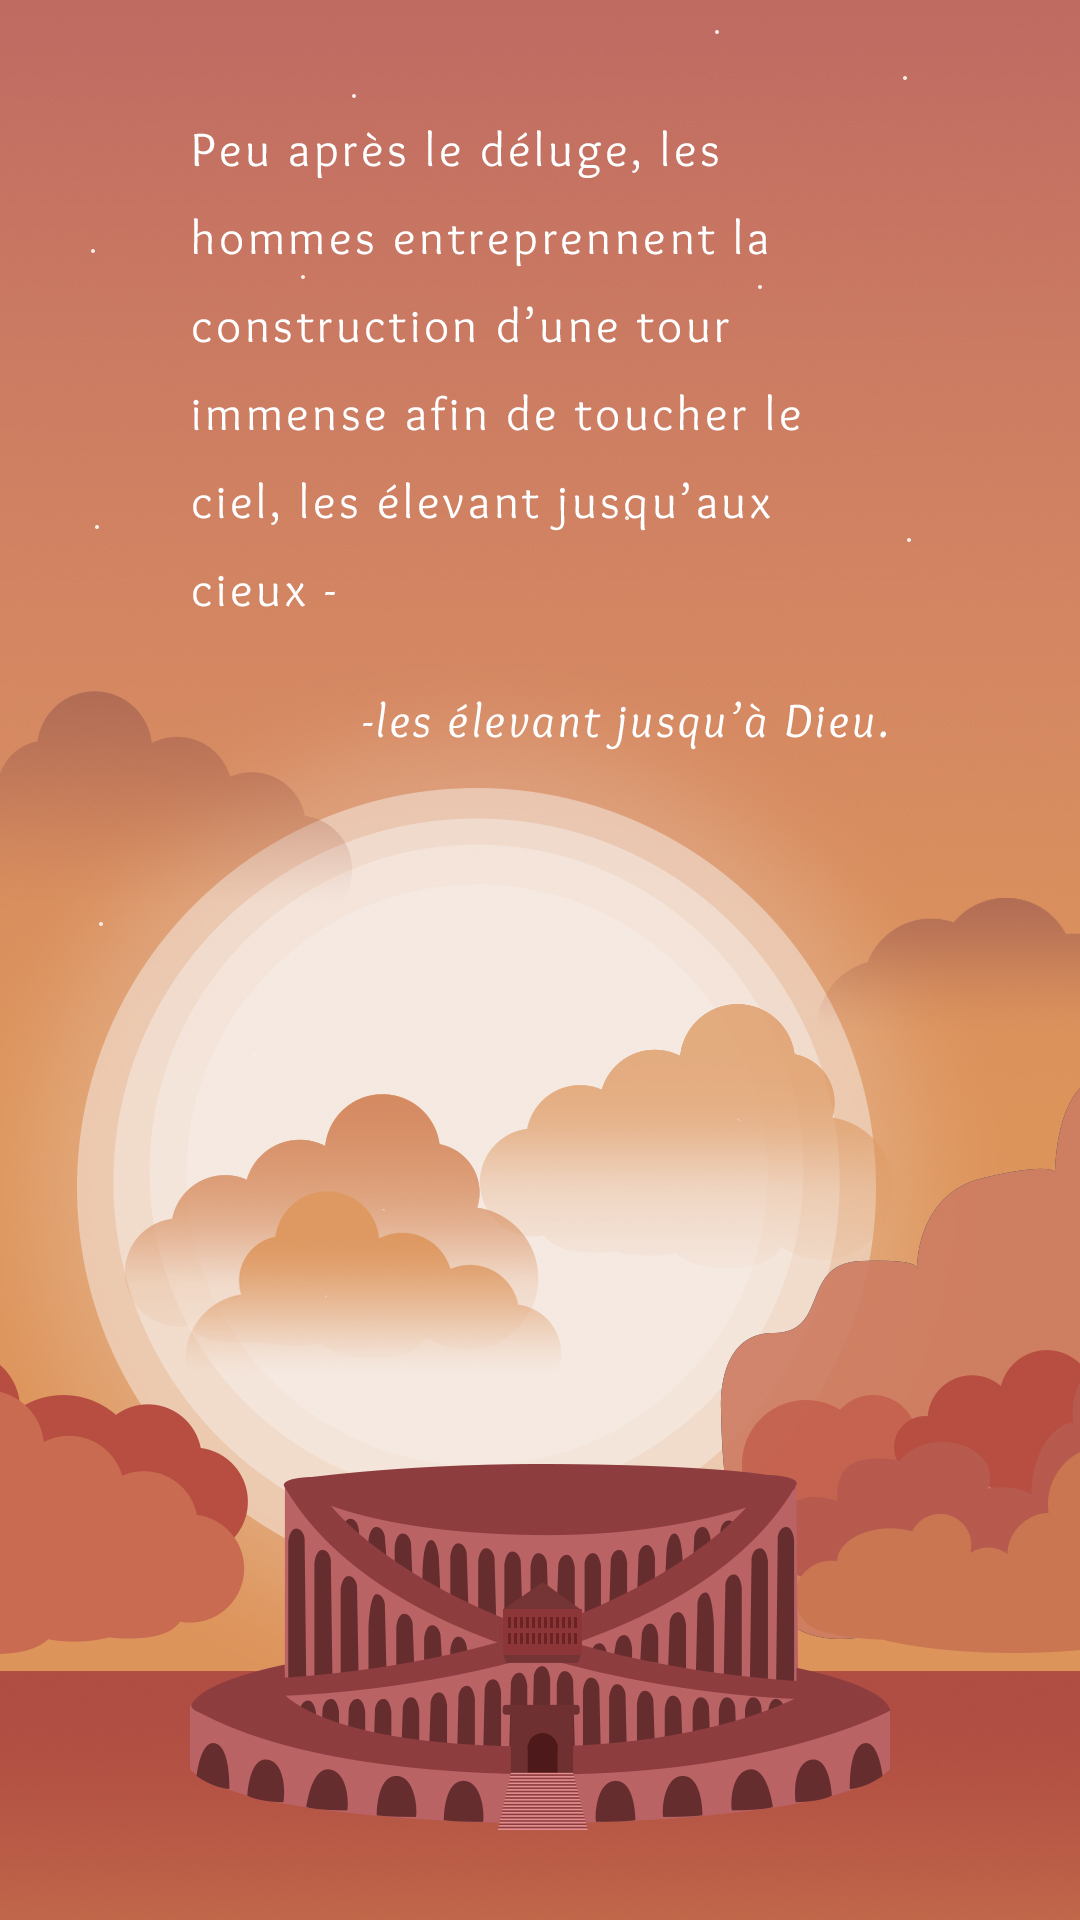 Peu après le déluge, les
hommes entreprennent la
construction d’une tour
immense afin de toucher le
ciel, les élevant jusqu’aux
cieux -
-les élevant jusqu’à Dieu.